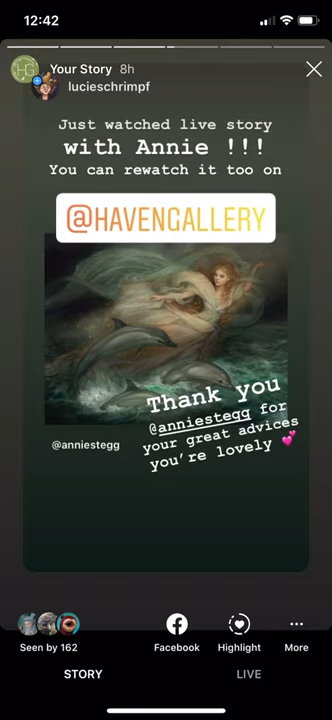 12:42
Your Story 8h
lucieschrimpf
Just watched live story
with Annie !!!
You can rewatch it too on
@HAVENGALLERY
Thank you
@anniestegg for
your great advices
you're lovely 💕
@anniestegg
Seen by 162
Facebook
Highlight
More
STORY
LIVE